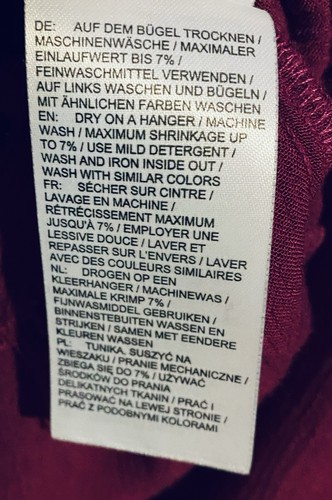 DE: AUF DEM BÜGEL TROCKNEN /
MASCHINENWÄSCHE / MAXIMALER
EINLAUFWERT BIS 7% /
FEINWASCHMITTEL VERWENDEN /
AUF LINKS WASCHEN UND BÜGELN /
MIT ÄHNLICHEN FARBEN WASCHEN
EN: DRY ON A HANGER / MACHINE
WASH / MAXIMUM SHRINKAGE UP
TO 7% / USE MILD DETERGENT /
WASH AND IRON INSIDE OUT /
WASH WITH SIMILAR COLORS
FR: SÉCHER SUR CINTRE /
LAVAGE EN MACHINE /
RÉTRÉCISSEMENT MAXIMUM
JUSQU'À 7% / EMPLOYER UNE
LESSIVE DOUCE / LAVER ET
REPASSER SUR L'ENVERS / LAVER
AVEC DES COULEURS SIMILAIRES
NL: DROGEN OP EEN
KLEERHANGER / MACHINEWAS /
MAXIMALE KRIMP 7% /
FIJNWASMIDDEL GEBRUIKEN /
BINNENSTEBUITEN WASSEN EN
STRIJKEN / SAMEN MET EENDERE
KLEUREN WASSEN
PL: TUNIKA. SUSZYĆ NA
WIESZAKU / PRANIE MECHANICZNE /
ZBIEGA SIĘ DO 7% / UŻYWAĆ
ŚRODKÓW DO PRANIA
DELIKATNYCH TKANIN / PRAĆ I
PRASOWAĆ NA LEWEJ STRONIE /
PRAĆ Z PODOBNYMI KOLORAMI